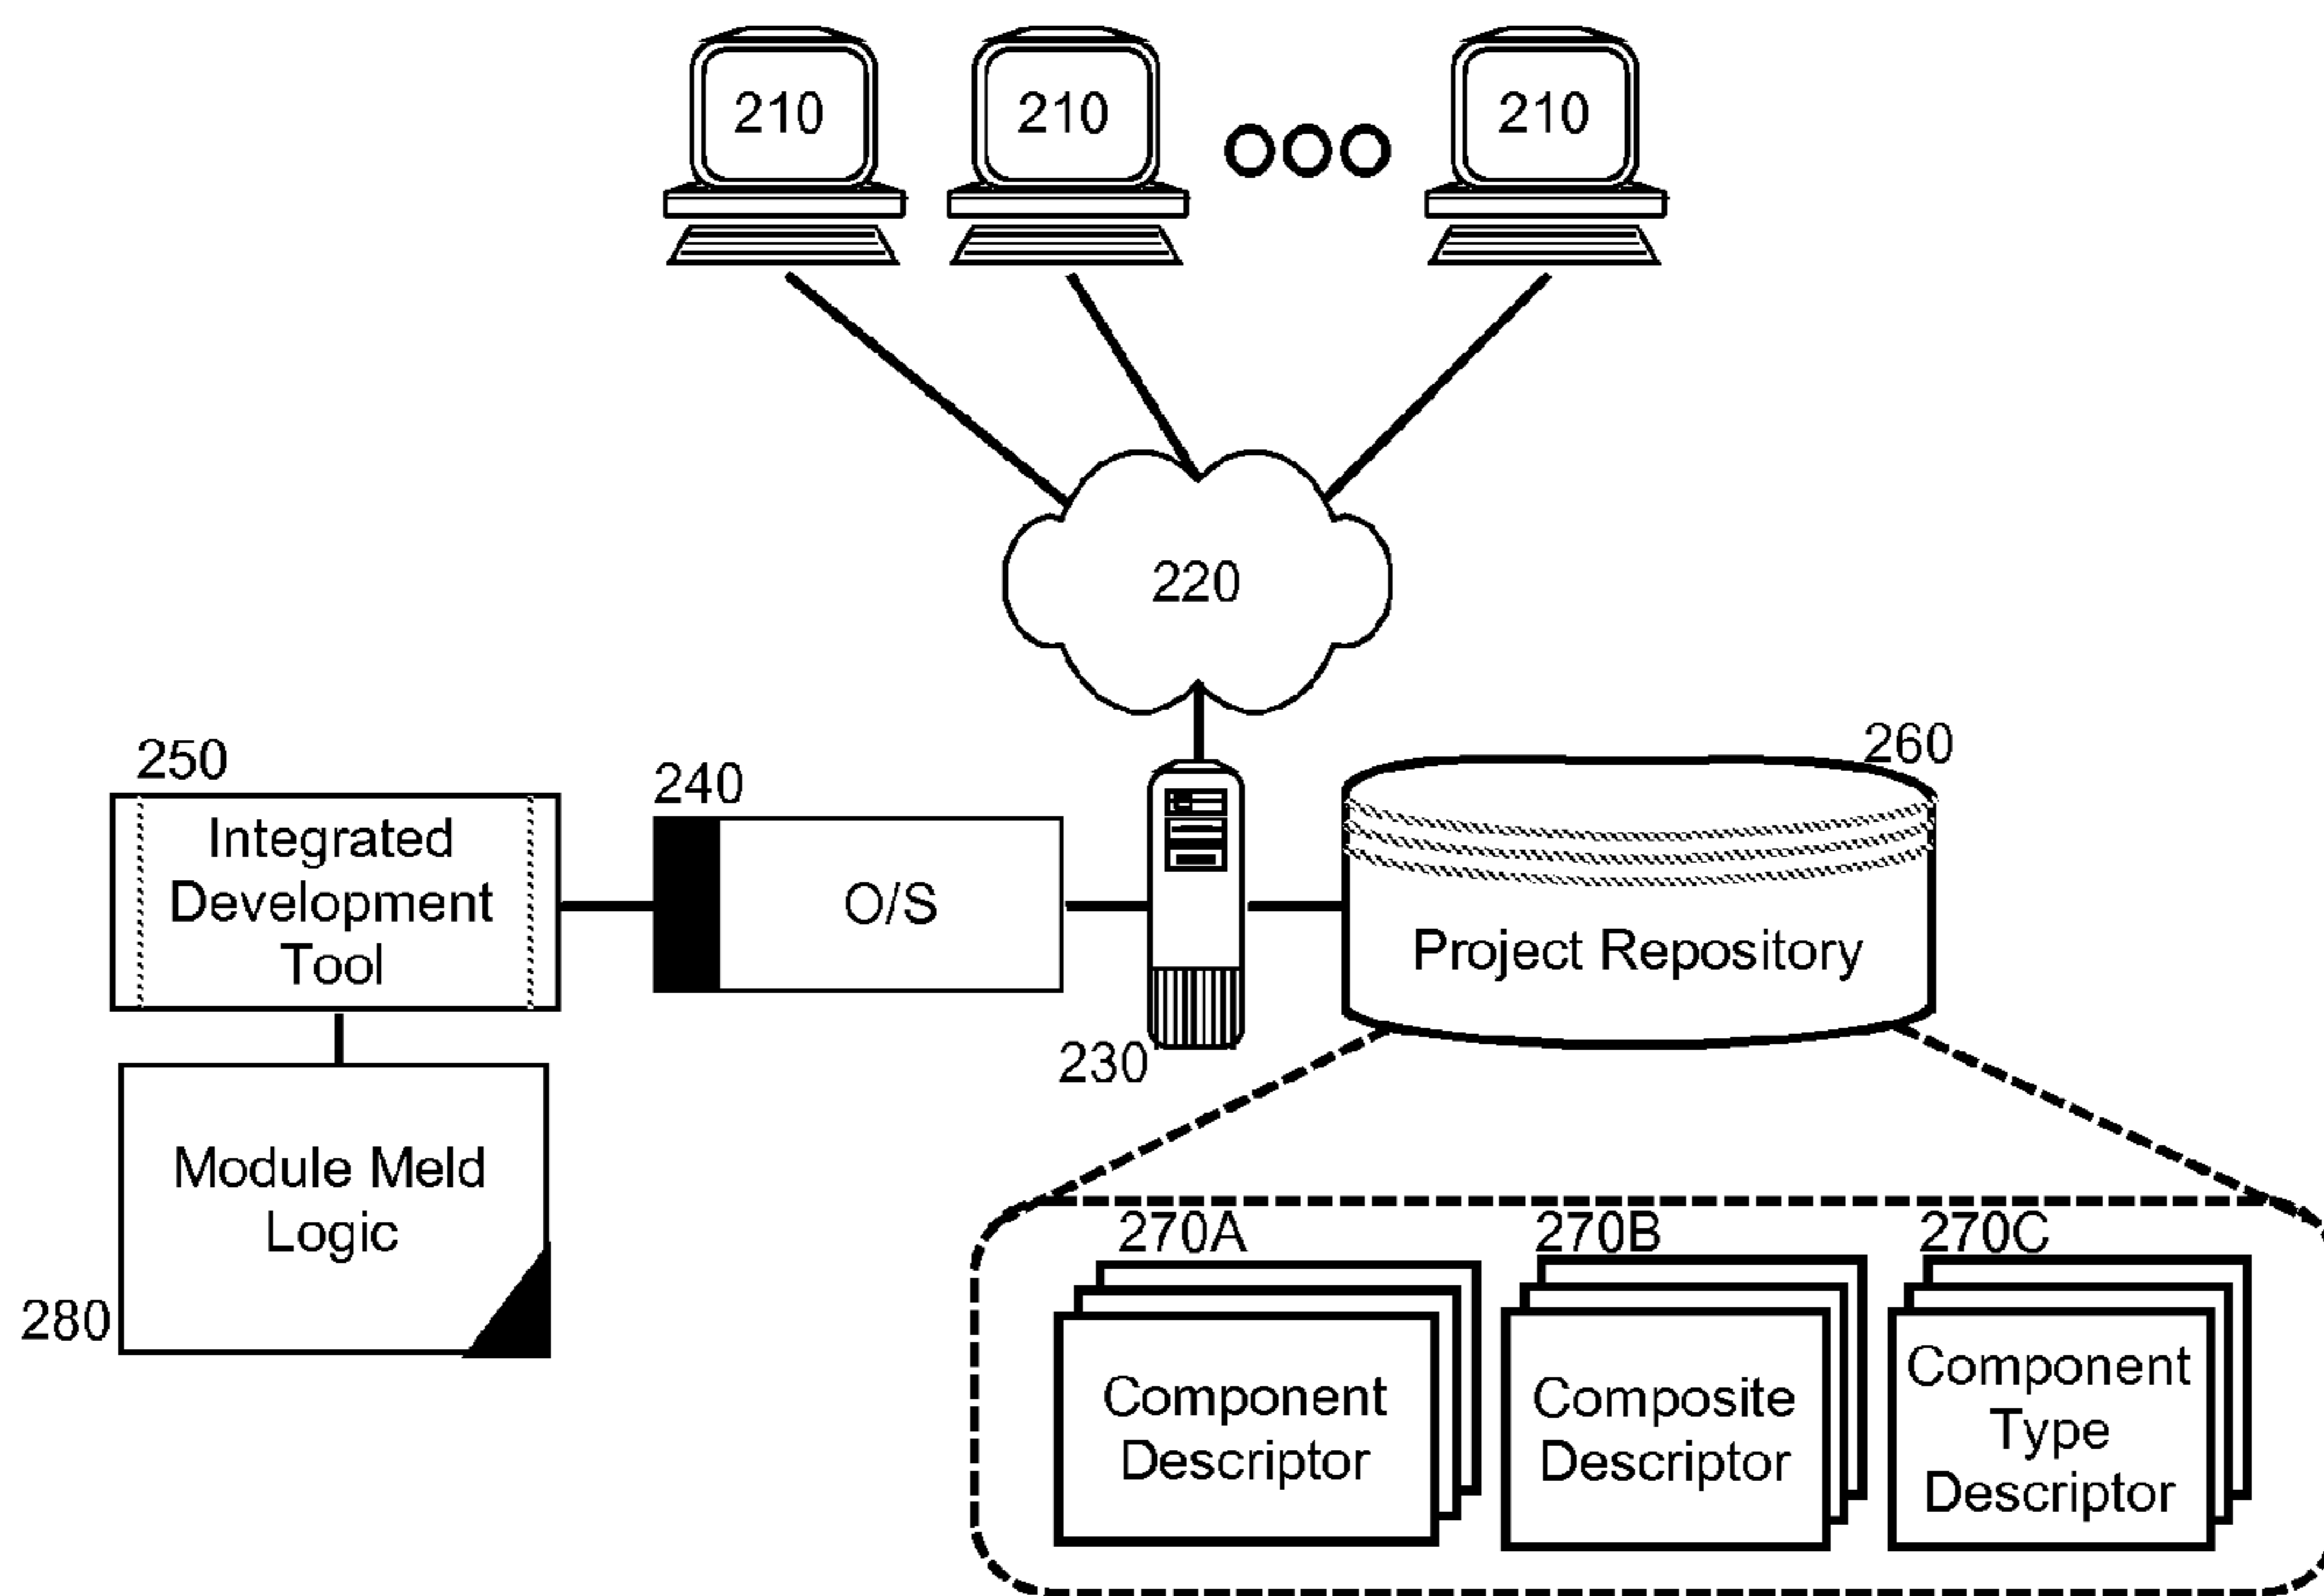 210
210
210
220
250
240
260
Integrated
Development
Tool
O/S
Project Repository
230
Module Meld
Logic
280
270A
270B
270C
Component
Descriptor
Composite
Descriptor
Component
Type
Descriptor